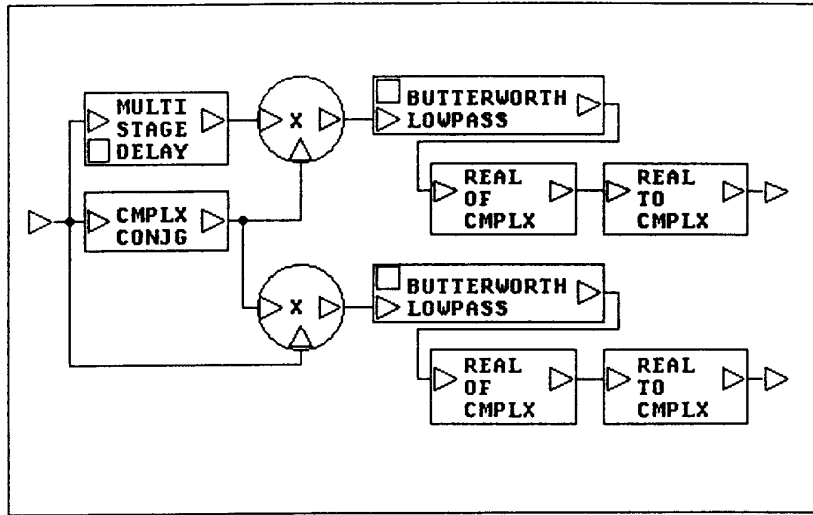 MULTI
STAGE
DELAY
X
BUTTERWORTH
LOWPASS
REAL
OF
CMPLX
REAL
TO
CMPLX
CMPLX
CONJG
X
BUTTERWORTH
LOWPASS
REAL
OF
CMPLX
REAL
TO
CMPLX